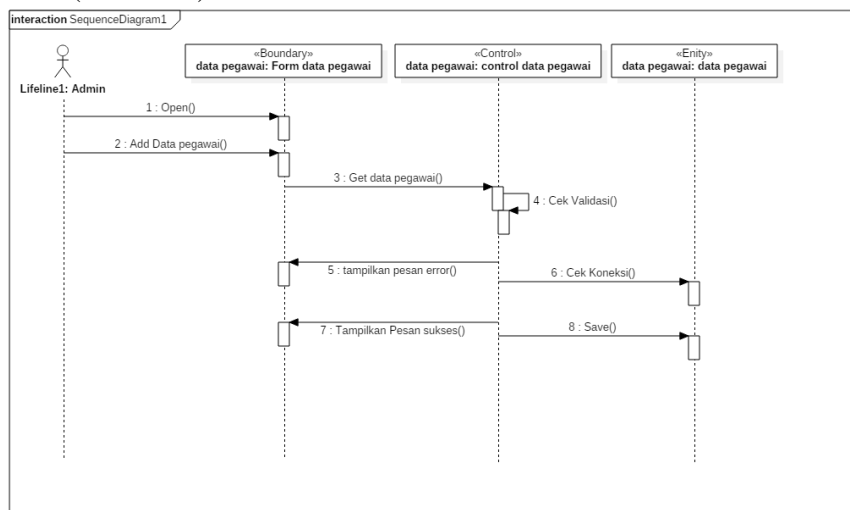 interaction SequenceDiagram1
«Boundary»
data pegawai: Form data pegawai
«Control»
data pegawai: control data pegawai
«Enity»
data pegawai: data pegawai
Lifeline1: Admin
1 : Open()
2 : Add Data pegawai()
3 : Get data pegawai()
4 : Cek Validasi()
5 : tampilkan pesan error()
6 : Cek Koneksi()
7 : Tampilkan Pesan sukses()
8 : Save()